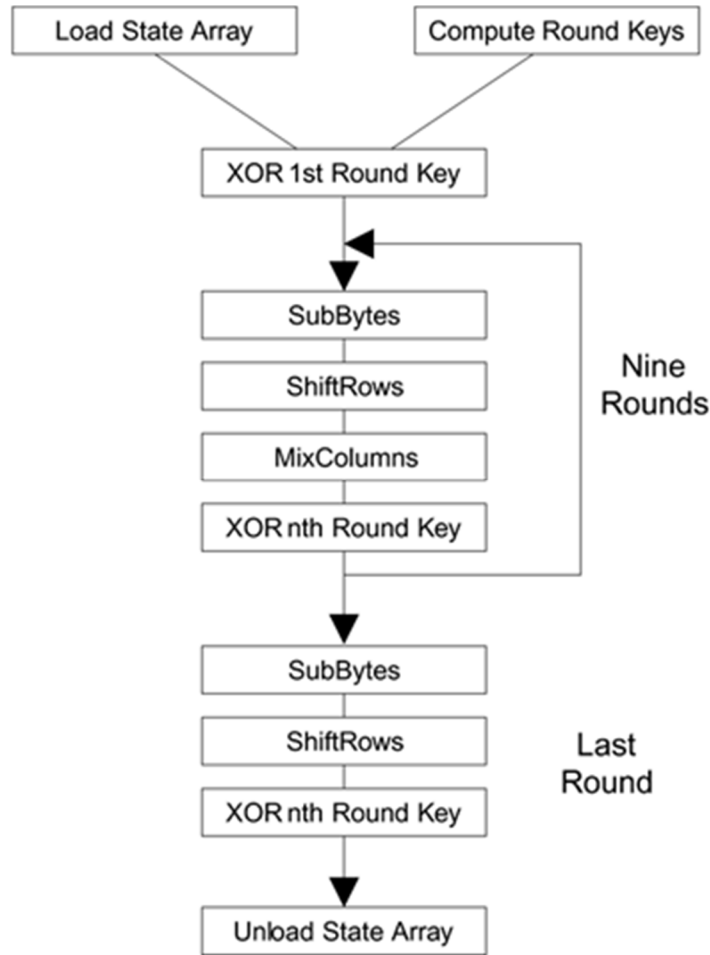 Load State Array
Compute Round Keys
XOR 1st Round Key
SubBytes
ShiftRows
MixColumns
XOR nth Round Key
Nine
Rounds
SubBytes
ShiftRows
XOR nth Round Key
Last
Round
Unload State Array